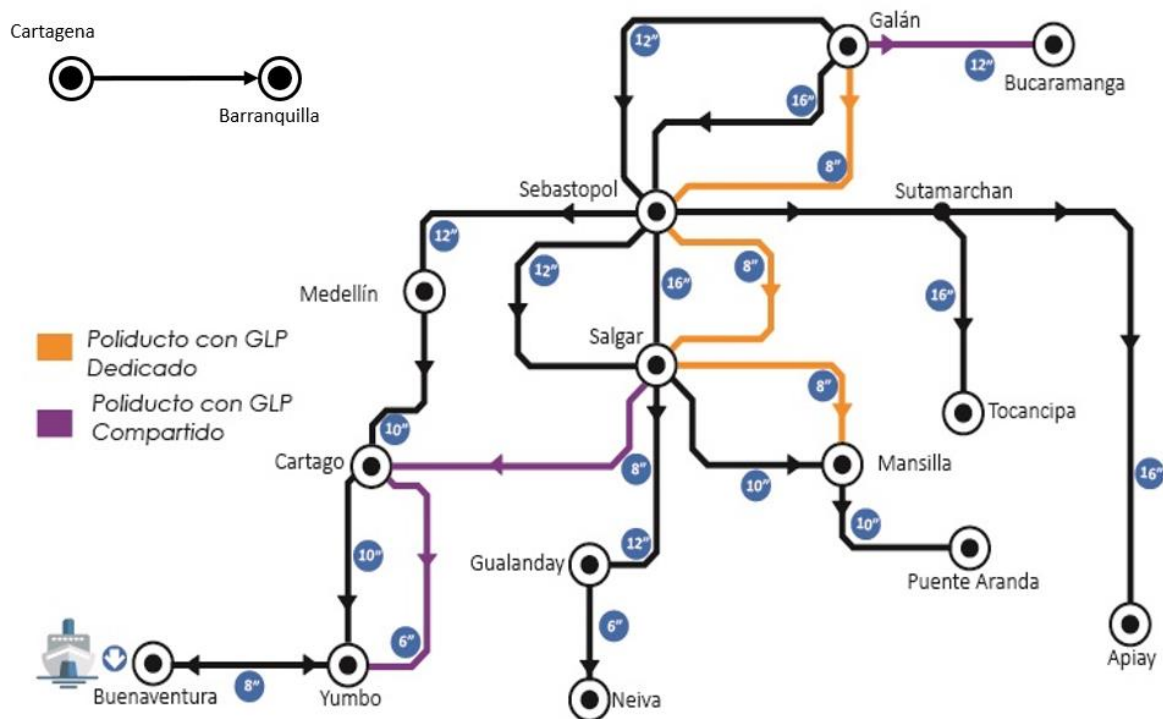 Galán
Cartagena
12”
12”
Bucaramanga
16”
Barranquilla
8”
Sebastopol
Sutamarchan
12”
12”
8”
16”
16”
Medellín
Salgar
Poliducto con GLP
Dedicado
8”
Poliducto con GLP
Compartido
Tocancipa
10”
Cartago
8”
10”
Mansilla
16”
10”
12”
10”
Gualanday
Puente Aranda
6”
6”
8”
Buenaventura
Yumbo
Neiva
Apiay